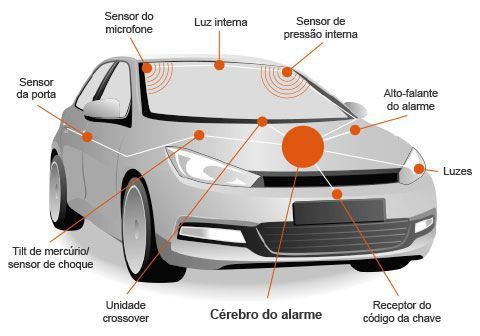 Sensor do
microfone
Luz interna
Sensor de
pressão interna
Sensor
da porta
Alto-falante
do alarme
Luzes
Tilt de mercúrio/
sensor de choque
Unidade
crossover
Cérebro do alarme
Receptor do
código da chave